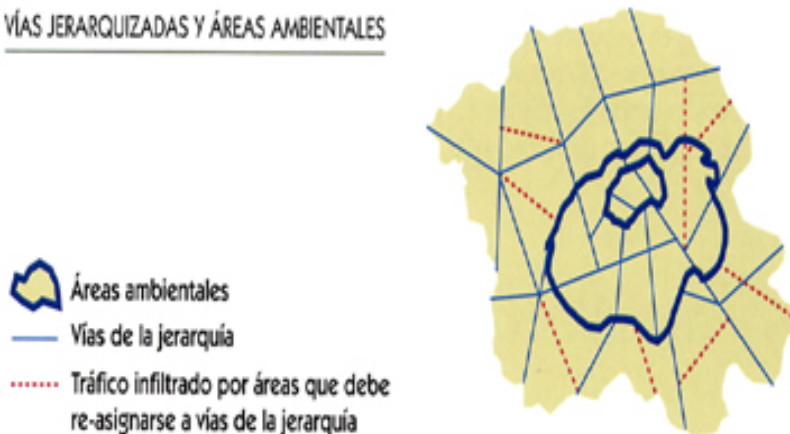 VÍAS JERARQUIZADAS Y ÁREAS AMBIENTALES
Áreas ambientales
Vías de la jerarquía
Tráfico infiltrado por áreas que debe
re-asignarse a vías de la jerarquía